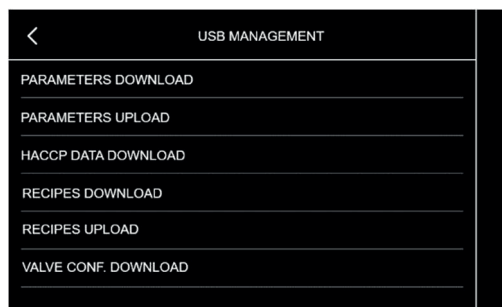 USB MANAGEMENT
PARAMETERS DOWNLOAD
PARAMETERS UPLOAD
HACCP DATA DOWNLOAD
RECIPES DOWNLOAD
RECIPES UPLOAD
VALVE CONF. DOWNLOAD